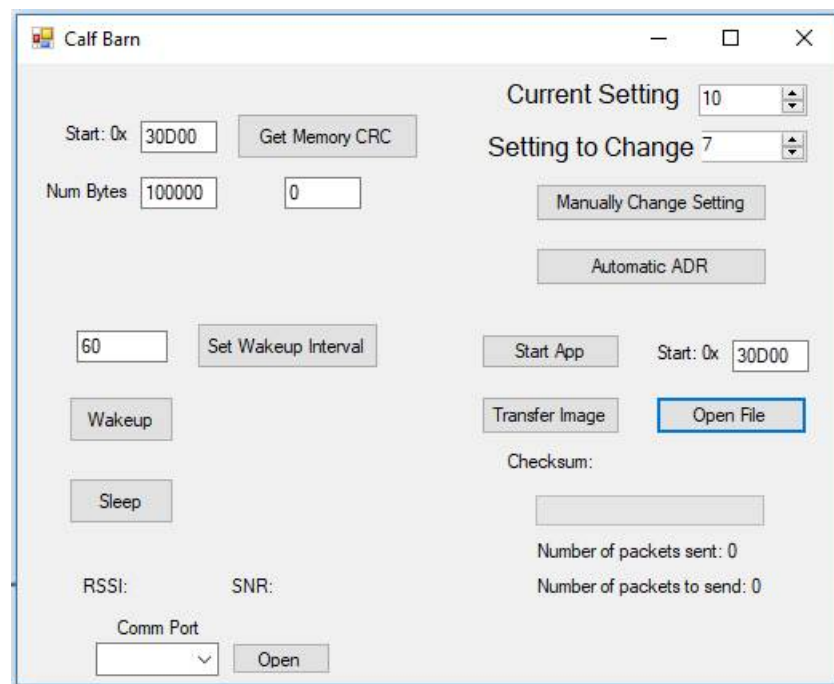 Calf Barn
Current Setting 10
Start: 0x 30D00 Get Memory CRC
Setting to Change 7
Num Bytes 100000 0
Manually Change Setting
Automatic ADR
60 Set Wakeup Interval
Start App Start: 0x 30D00
Wakeup
Transfer Image Open File
Checksum:
Sleep
Number of packets sent: 0
RSSI: SNR:
Number of packets to send: 0
Comm Port
Open